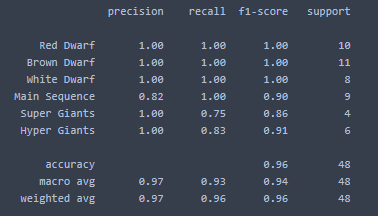 precision recall f1-score support
Red Dwarf 1.00 1.00 1.00 10
Brown Dwarf 1.00 1.00 1.00 11
White Dwarf 1.00 1.00 1.00 8
Main Sequence 0.82 1.00 0.90 9
Super Giants 1.00 0.75 0.86 4
Hyper Giants 1.00 0.83 0.91 6
accuracy 0.96 48
macro avg 0.97 0.93 0.94 48
weighted avg 0.97 0.96 0.96 48